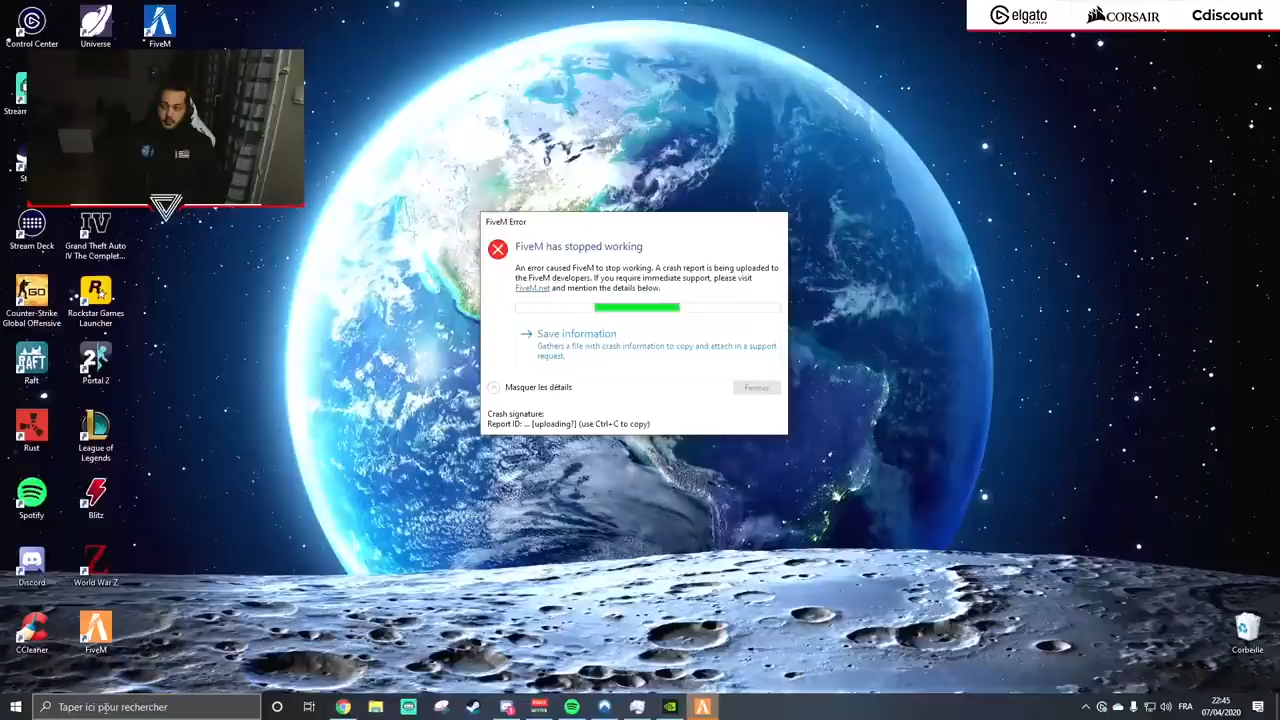 elgato
CORSAIR
Cdiscount
Control Center
Universe
FiveM
Stream
St
Stream Deck
Grand Theft Auto
IV The Complet...
Counter-Strike
Global Offensive
Rockstar Games
Launcher
Raft
Portal 2
Rust
League of
Legends
Spotify
Blitz
Discord
World War Z
CCleaner
FiveM
FiveM Error
FiveM has stopped working
An error caused FiveM to stop working. A crash report is being uploaded to
the FiveM developers. If you require immediate support, please visit
FiveM.net and mention the details below.
Save information
Gathers a file with crash information to copy and attach in a support
request.
Masquer les détails
Fermer
Crash signature:
Report ID: ... [uploading?] (use Ctrl+C to copy)
Corbeille
Taper ici pour rechercher
FRA
22:45
07/04/2020